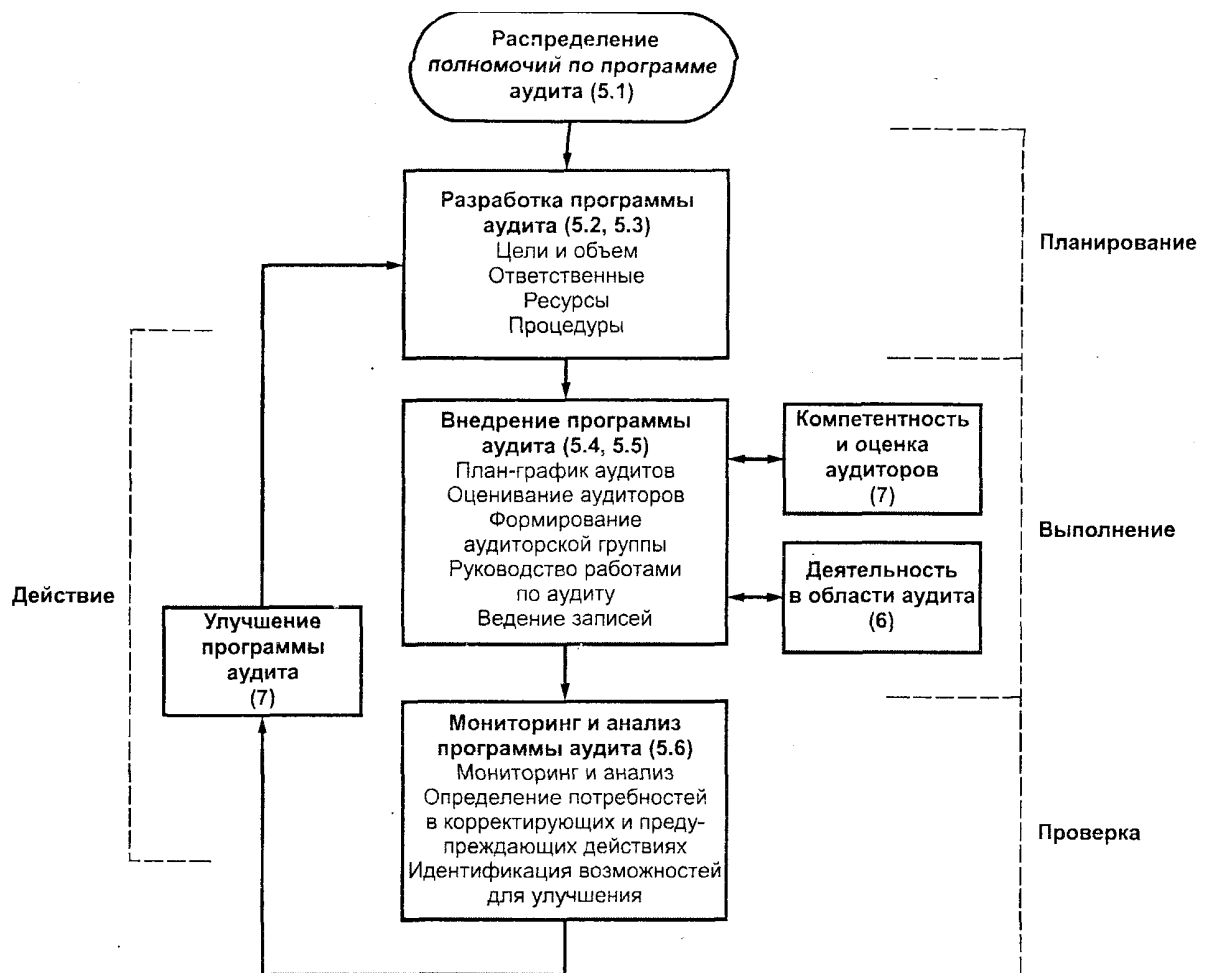 Распределение
полномочий по программе
аудита (5.1)
Разработка программы
аудита (5.2, 5.3)
Цели и объем
Ответственные
Ресурсы
Процедуры
Планирование
Внедрение программы
аудита (5.4, 5.5)
План-график аудитов
Оценивание аудиторов
Формирование
аудиторской группы
Руководство работами
по аудиту
Ведение записей
Компетентность
и оценка
аудиторов
(7)
Деятельность
в области аудита
(6)
Выполнение
Действие
Улучшение
программы
аудита
(7)
Мониторинг и анализ
программы аудита (5.6)
Мониторинг и анализ
Определение потребностей
в корректирующих и преду-
преждающих действиях
Идентификация возможностей
для улучшения
Проверка